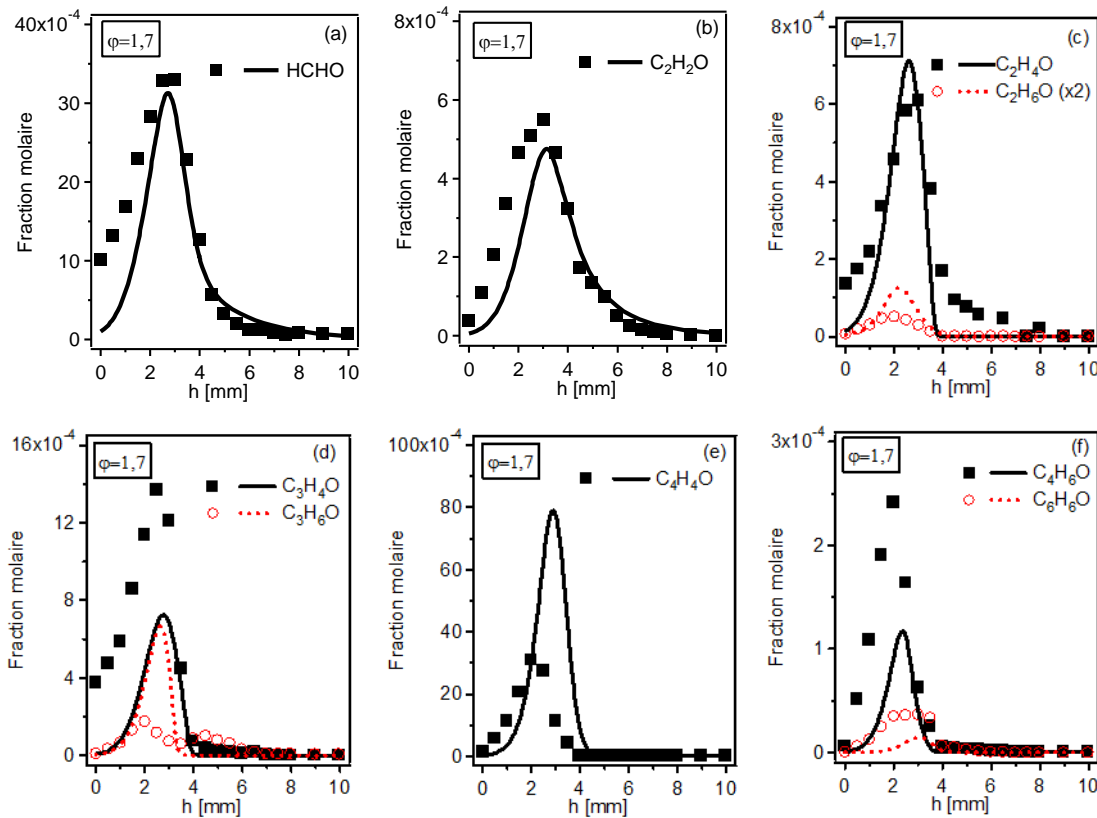 40x10⁻⁴
φ=1,7
(a)
HCHO
30
20
10
0
Fraction molaire
0 2 4 6 8 10
h [mm]
8x10⁻⁴
φ=1,7
(b)
C₂H₂O
6
4
2
0
Fraction molaire
0 2 4 6 8 10
h [mm]
8x10⁻⁴
φ=1,7
(c)
C₂H₄O
C₂H₆O (x2)
6
4
2
0
Fraction molaire
0 2 4 6 8 10
h [mm]
16x10⁻⁴
φ=1,7
(d)
C₃H₄O
C₃H₆O
12
8
4
0
Fraction molaire
0 2 4 6 8 10
h [mm]
100x10⁻⁴
φ=1,7
(e)
C₄H₄O
80
60
40
20
0
Fraction molaire
0 2 4 6 8 10
h [mm]
3x10⁻⁴
φ=1,7
(f)
C₄H₆O
C₆H₆O
2
1
0
Fraction molaire
0 2 4 6 8 10
h [mm]